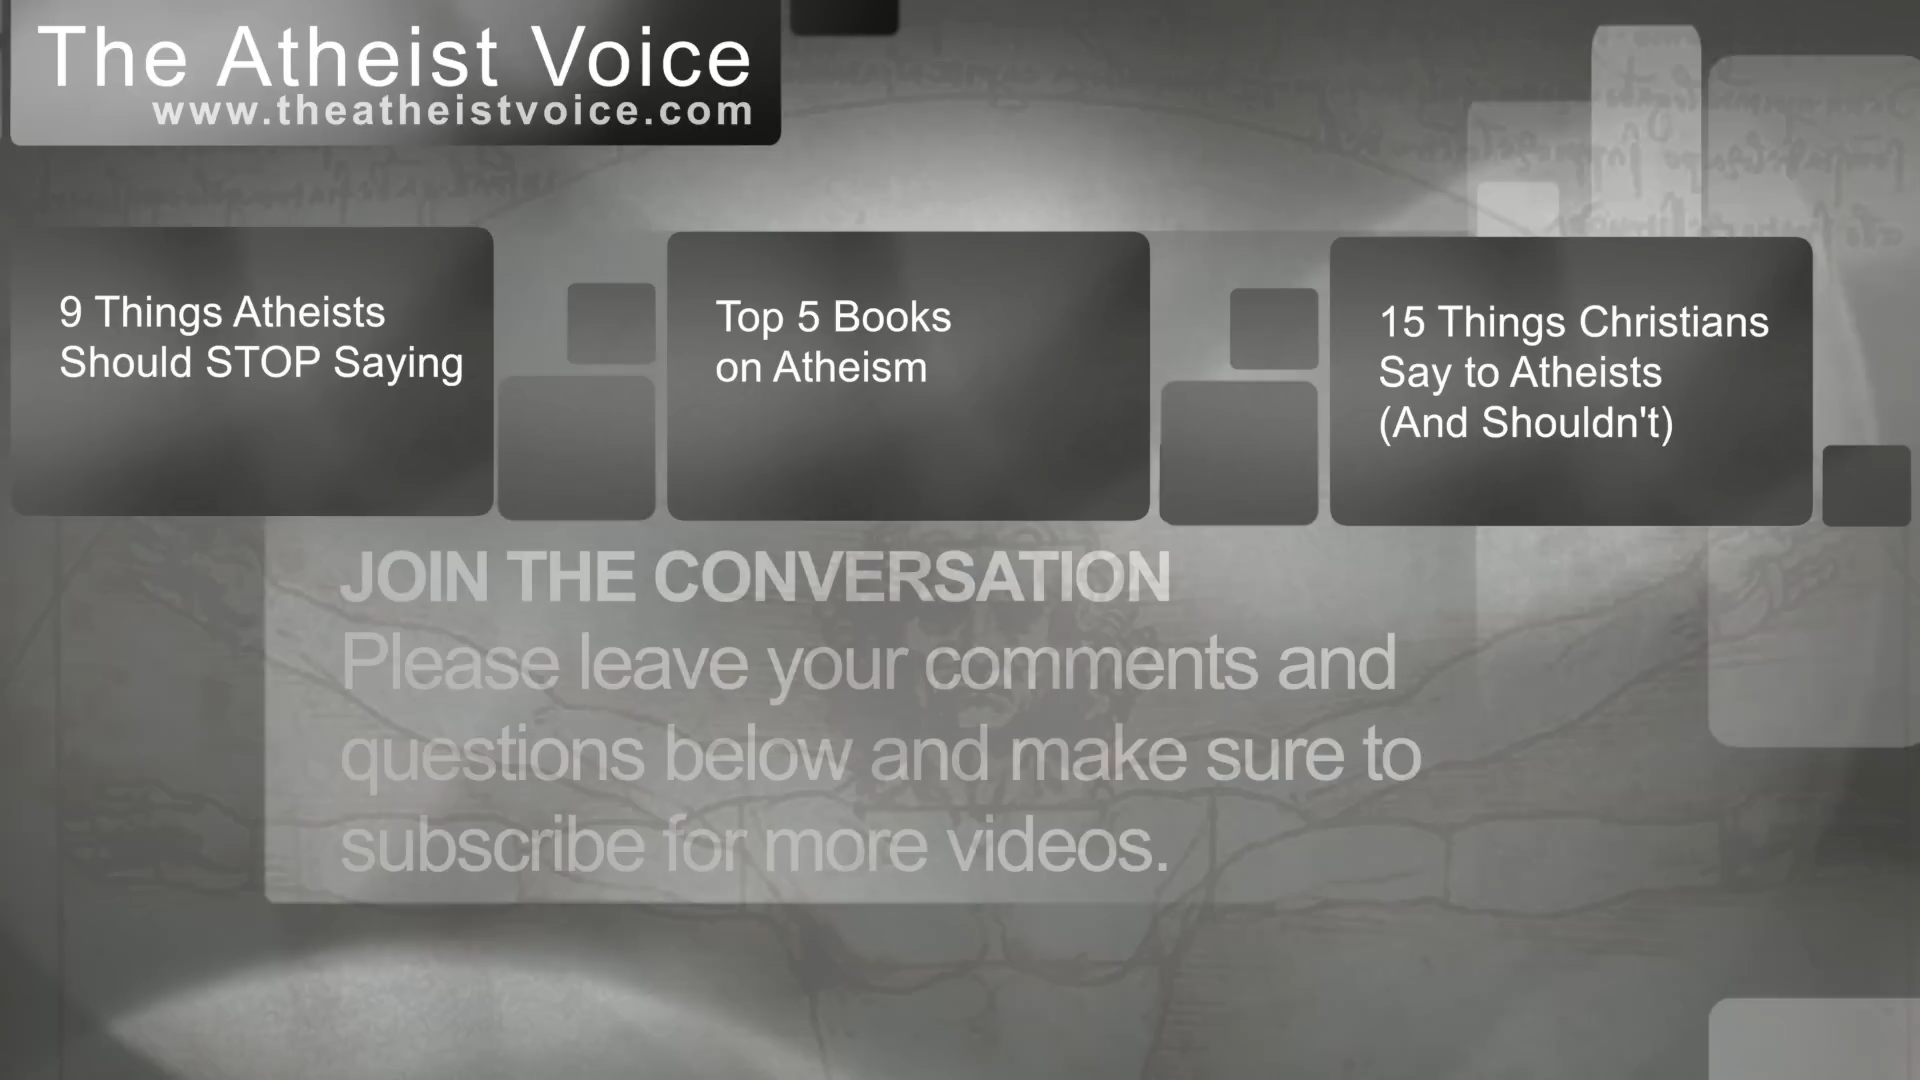 The Atheist Voice
www.theatheistvoice.com
9 Things Atheists
Should STOP Saying
Top 5 Books
on Atheism
15 Things Christians
Say to Atheists
(And Shouldn't)
JOIN THE CONVERSATION
Please leave your comments and
questions below and make sure to
subscribe for more videos.